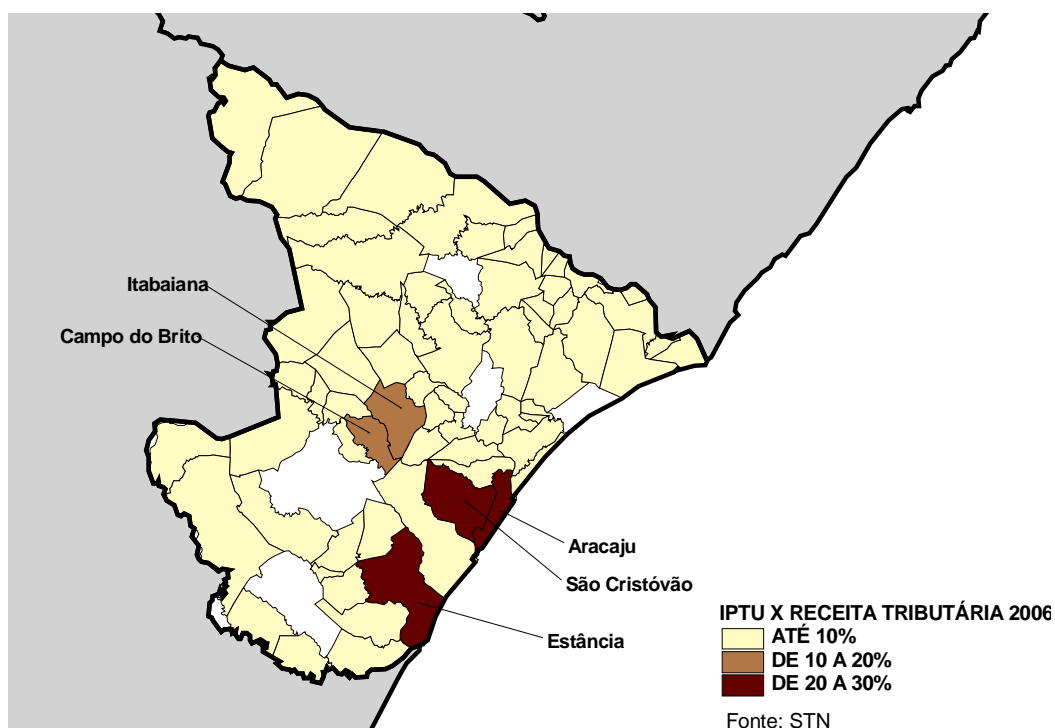 Itabaiana
Campo do Brito
Aracaju
São Cristóvão
Estância
IPTU X RECEITA TRIBUTÁRIA 2006
ATÉ 10%
DE 10 A 20%
DE 20 A 30%
Fonte: STN